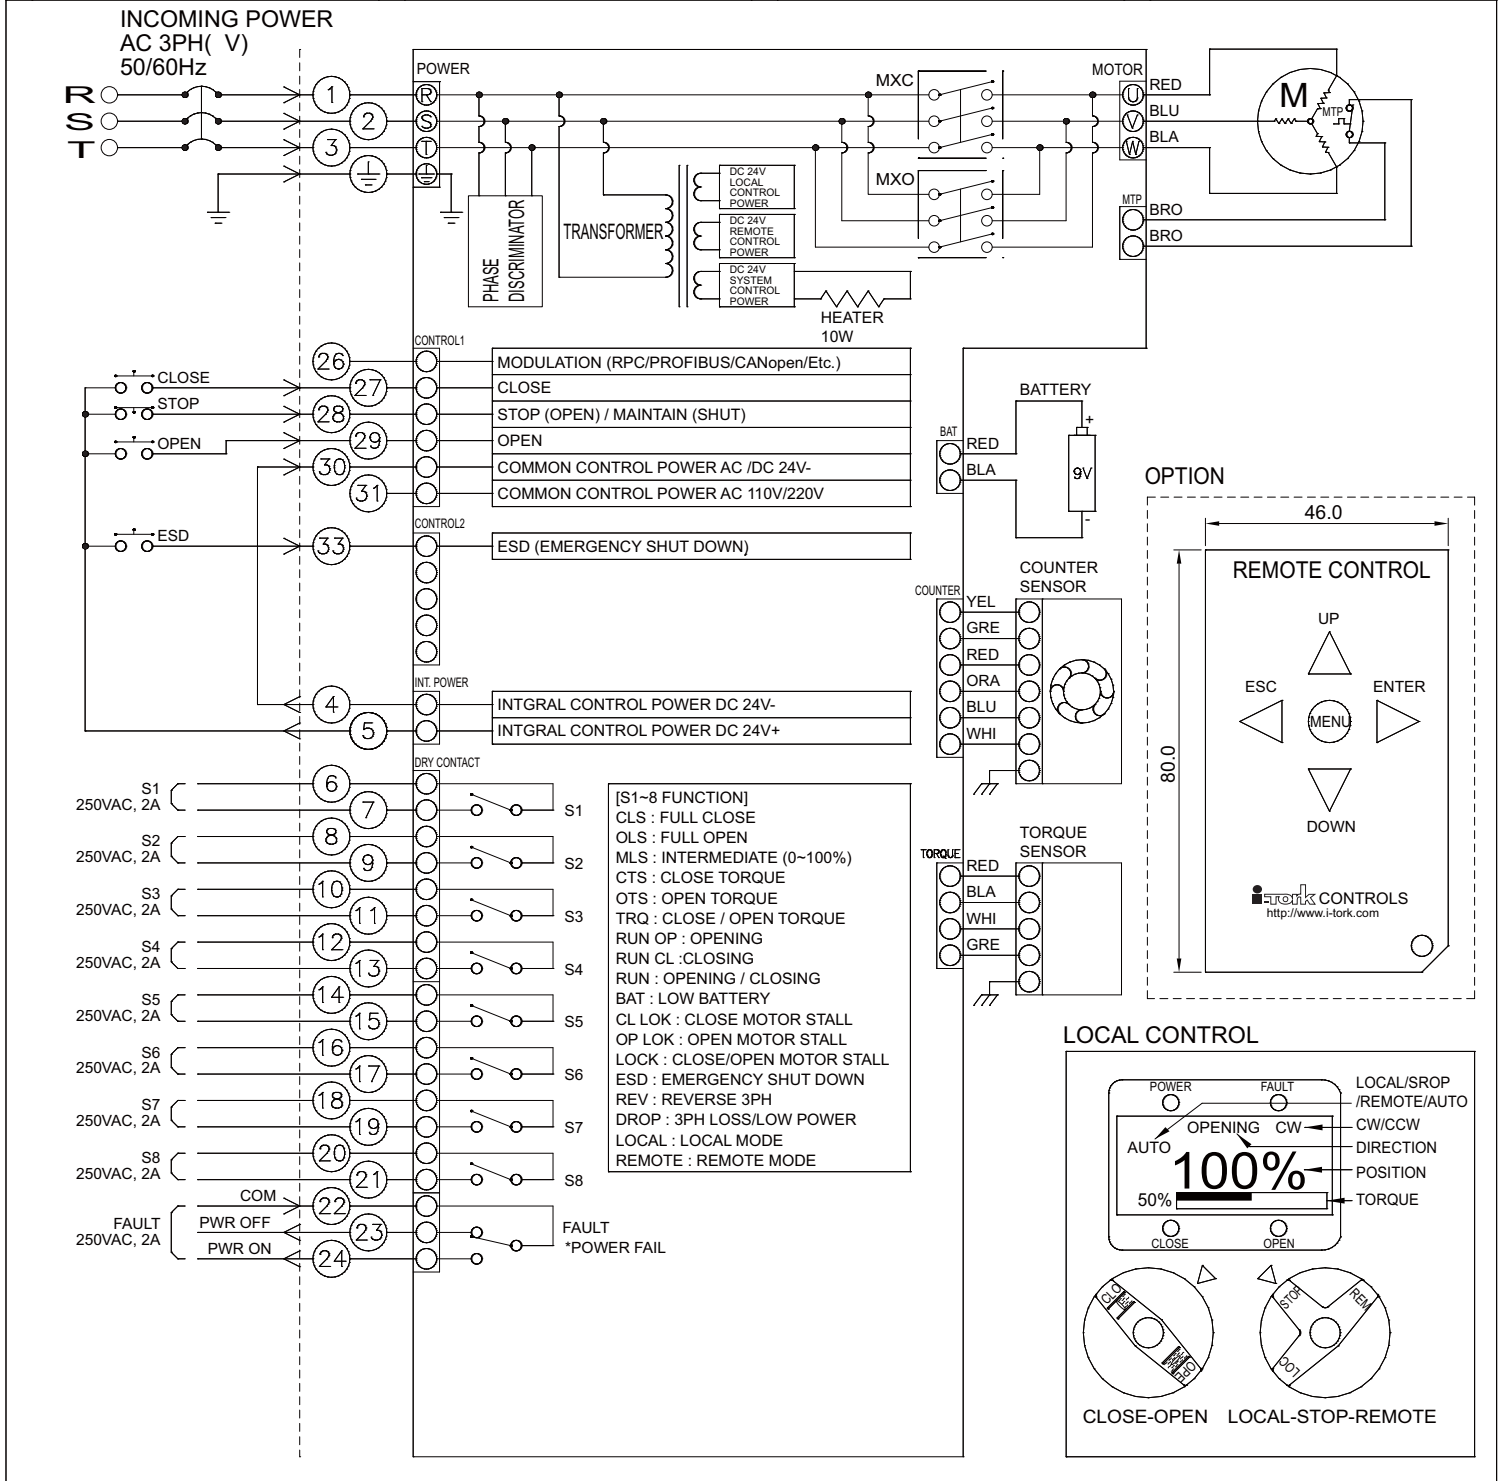 INCOMING POWER
AC 3PH(  V)
50/60Hz
R
S
T
1
2
3
POWER
R
S
T
PHASE
DISCRIMINATOR
TRANSFORMER
DC 24V
LOCAL
CONTROL
POWER
DC 24V
REMOTE
CONTROL
POWER
DC 24V
SYSTEM
CONTROL
POWER
HEATER
10W
MXC
MXO
MOTOR
U
V
W
RED
BLU
BLA
M
MTP
MTP
BRO
BRO
CONTROL1
26
MODULATION (RPC/PROFIBUS/CANopen/Etc.)
CLOSE
27
CLOSE
STOP
28
STOP (OPEN) / MAINTAIN (SHUT)
OPEN
29
OPEN
30
COMMON CONTROL POWER AC /DC 24V-
31
COMMON CONTROL POWER AC 110V/220V
CONTROL2
ESD
33
ESD (EMERGENCY SHUT DOWN)
INT. POWER
4
INTGRAL CONTROL POWER DC 24V-
5
INTGRAL CONTROL POWER DC 24V+
BATTERY
BAT
RED
BLA
+
9V
-
COUNTER
SENSOR
COUNTER
YEL
GRE
RED
ORA
BLU
WHI
TORQUE
SENSOR
TORQUE
RED
BLA
WHI
GRE
OPTION
46.0
80.0
REMOTE CONTROL
UP
ESC
MENU
ENTER
DOWN
i-Tork CONTROLS
http://www.i-tork.com
DRY CONTACT
S1
250VAC, 2A
6
7
S1
S2
250VAC, 2A
8
9
S2
S3
250VAC, 2A
10
11
S3
S4
250VAC, 2A
12
13
S4
S5
250VAC, 2A
14
15
S5
S6
250VAC, 2A
16
17
S6
S7
250VAC, 2A
18
19
S7
S8
250VAC, 2A
20
21
S8
FAULT
250VAC, 2A
COM
22
PWR OFF
23
PWR ON
24
FAULT
*POWER FAIL
[S1~8 FUNCTION]
CLS : FULL CLOSE
OLS : FULL OPEN
MLS : INTERMEDIATE (0~100%)
CTS : CLOSE TORQUE
OTS : OPEN TORQUE
TRQ : CLOSE / OPEN TORQUE
RUN OP : OPENING
RUN CL :CLOSING
RUN : OPENING / CLOSING
BAT : LOW BATTERY
CL LOK : CLOSE MOTOR STALL
OP LOK : OPEN MOTOR STALL
LOCK : CLOSE/OPEN MOTOR STALL
ESD : EMERGENCY SHUT DOWN
REV : REVERSE 3PH
DROP : 3PH LOSS/LOW POWER
LOCAL : LOCAL MODE
REMOTE : REMOTE MODE
LOCAL CONTROL
POWER
FAULT
LOCAL/SROP
/REMOTE/AUTO
OPENING
CW
CW/CCW
AUTO
DIRECTION
100%
POSITION
50%
TORQUE
CLOSE
OPEN
CLO
OPE
STOP
REM
LOC
CLOSE-OPEN
LOCAL-STOP-REMOTE